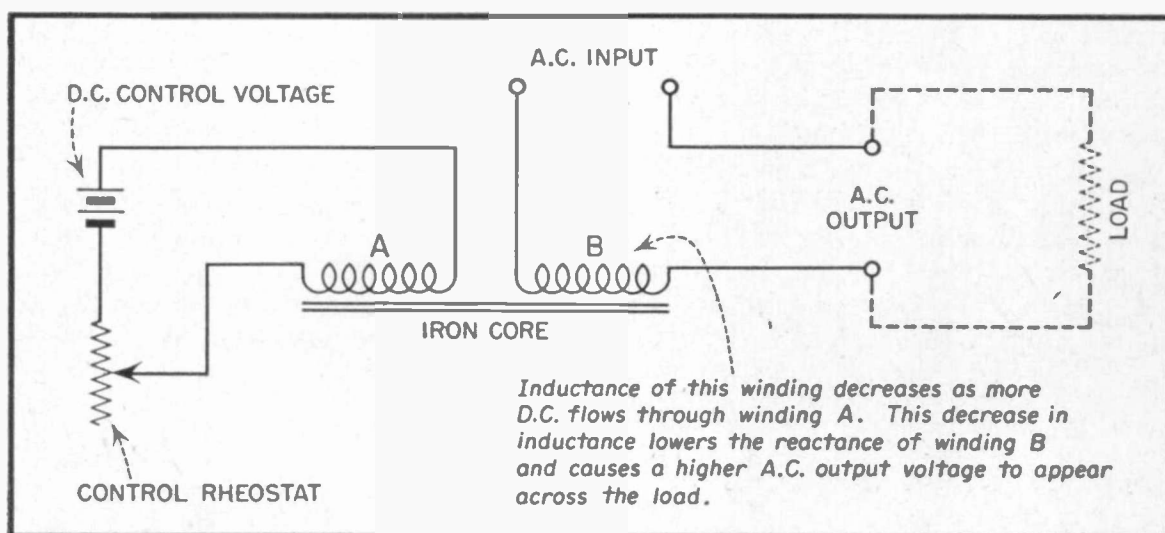 A.C. INPUT
D.C. CONTROL VOLTAGE
A.C.
OUTPUT
LOAD
A
B
IRON CORE
Inductance of this winding decreases as more
D.C. flows through winding A. This decrease in
inductance lowers the reactance of winding B
and causes a higher A.C. output voltage to appear
across the load.
CONTROL RHEOSTAT